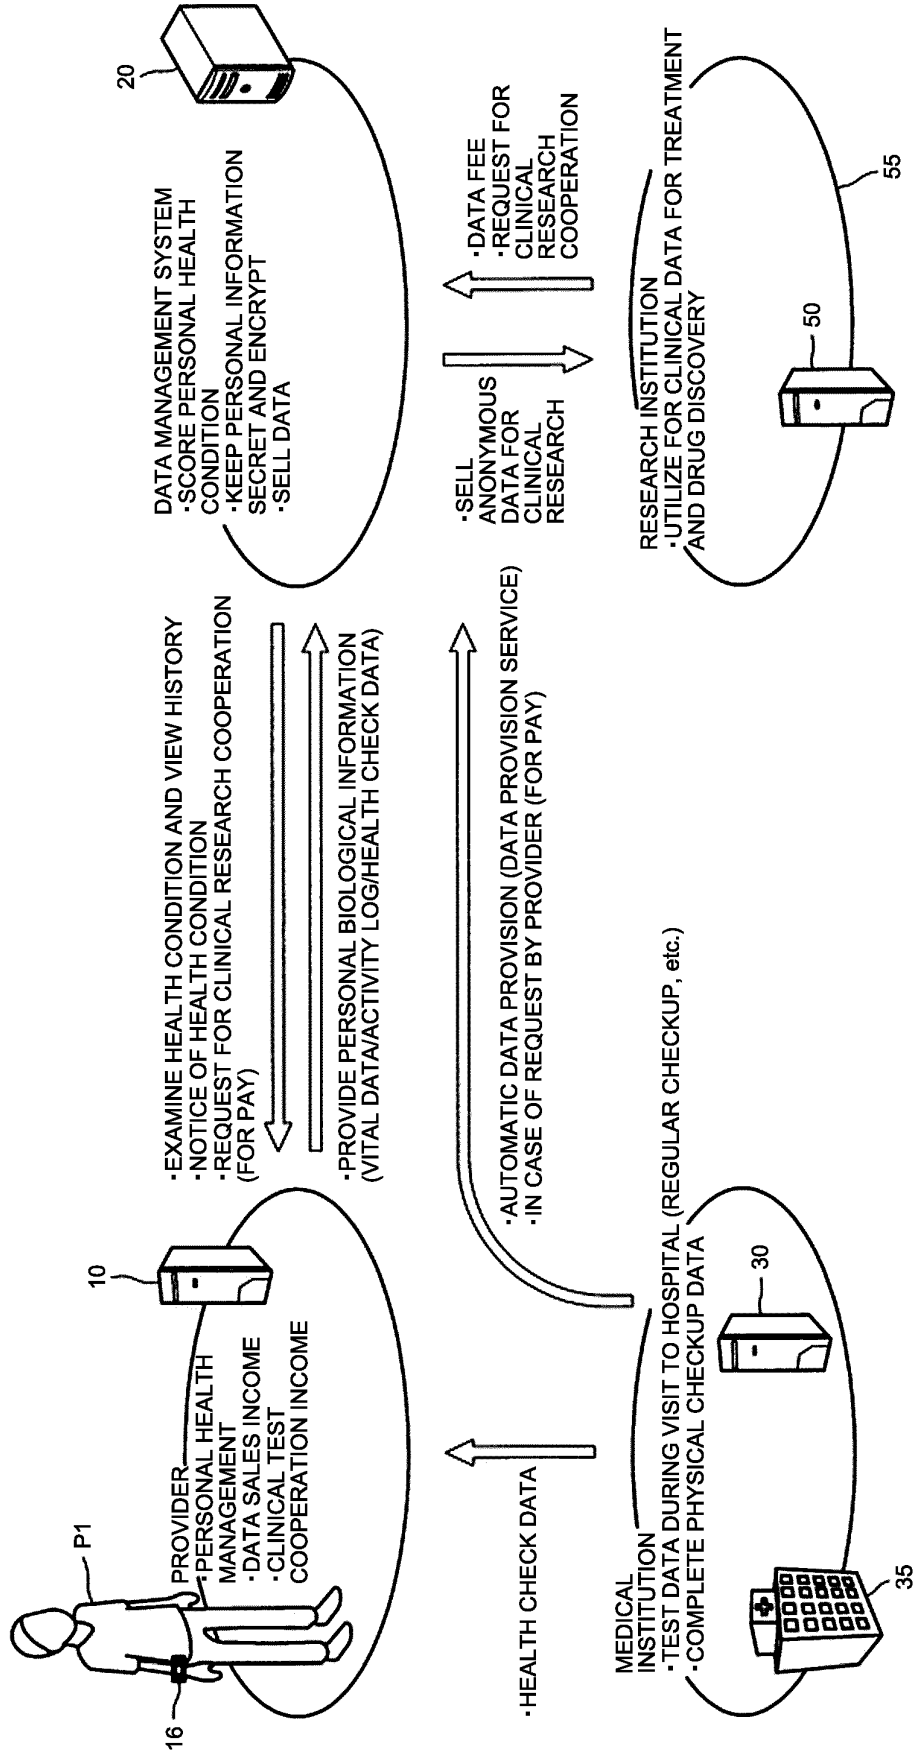 P1
16
PROVIDER
·PERSONAL HEALTH
MANAGEMENT
·DATA SALES INCOME
·CLINICAL TEST
COOPERATION INCOME
10
·EXAMINE HEALTH CONDITION AND VIEW HISTORY
·NOTICE OF HEALTH CONDITION
·REQUEST FOR CLINICAL RESEARCH COOPERATION
(FOR PAY)
·PROVIDE PERSONAL BIOLOGICAL INFORMATION
(VITAL DATA/ACTIVITY LOG/HEALTH CHECK DATA)
DATA MANAGEMENT SYSTEM
·SCORE PERSONAL HEALTH
CONDITION
·KEEP PERSONAL INFORMATION
SECRET AND ENCRYPT
·SELL DATA
20
·HEALTH CHECK DATA
·AUTOMATIC DATA PROVISION (DATA PROVISION SERVICE)
·IN CASE OF REQUEST BY PROVIDER (FOR PAY)
·SELL
ANONYMOUS
DATA FOR
CLINICAL
RESEARCH
·DATA FEE
·REQUEST FOR
CLINICAL
RESEARCH
COOPERATION
MEDICAL
INSTITUTION
·TEST DATA DURING VISIT TO HOSPITAL (REGULAR CHECKUP, etc.)
·COMPLETE PHYSICAL CHECKUP DATA
30
35
RESEARCH INSTITUTION
·UTILIZE FOR CLINICAL DATA FOR TREATMENT
AND DRUG DISCOVERY
50
55